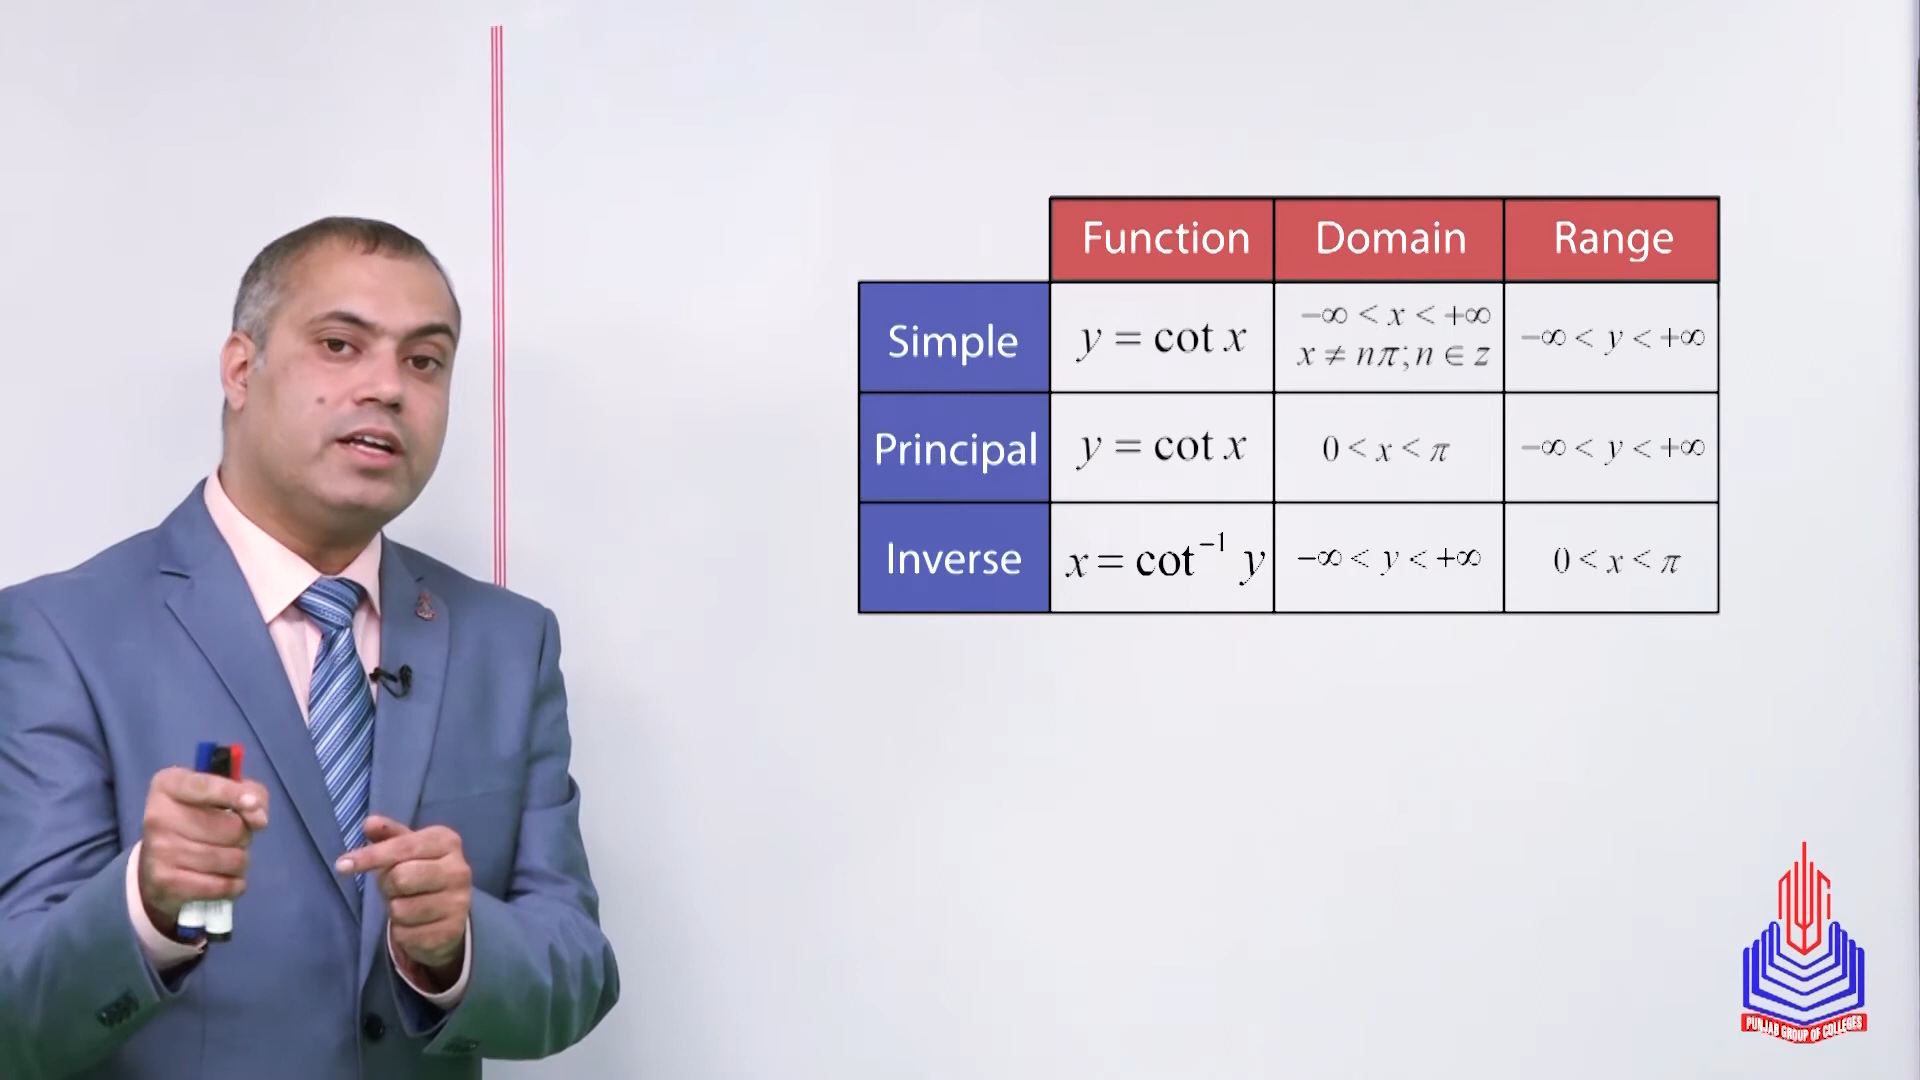 Function Domain Range
Simple y = cot x −∞ < x < +∞ −∞ < y < +∞
x ≠ nπ; n ∈ z
Principal y = cot x 0 < x < π −∞ < y < +∞
Inverse x = cot⁻¹ y −∞ < y < +∞ 0 < x < π
PUNJAB GROUP OF COLLEGES